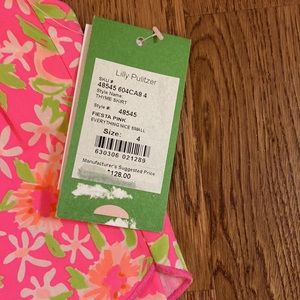 Lilly Pulitzer
SKU #:
48545 604CA8 4
Style Name:
THYME SKIRT
Style #: 48545
FIESTA PINK
EVERYTHING NICE SMALL
Size: 4
630306 021289
Manufacturer's Suggested Price
$128.00